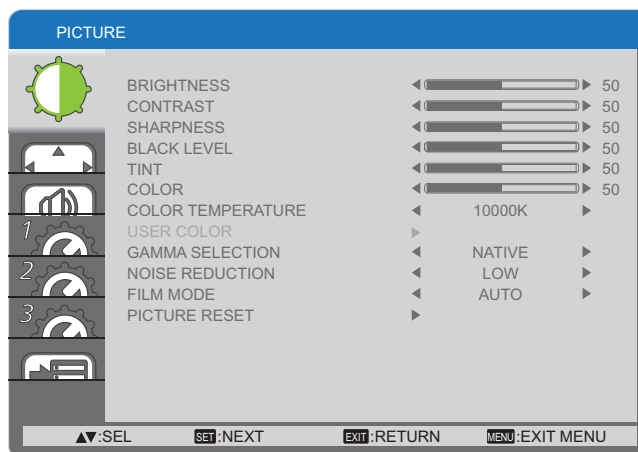 PICTURE
BRIGHTNESS 50
CONTRAST 50
SHARPNESS 50
BLACK LEVEL 50
TINT 50
COLOR 50
COLOR TEMPERATURE 10000K
USER COLOR
GAMMA SELECTION NATIVE
NOISE REDUCTION LOW
FILM MODE AUTO
PICTURE RESET
1
2
3
:SEL SET:NEXT EXIT:RETURN MENU:EXIT MENU